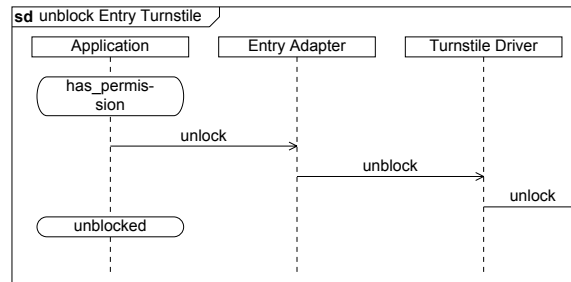 sd unblock Entry Turnstile
Application
Entry Adapter
Turnstile Driver
has_permis-
sion
unlock
unblock
unlock
unblocked